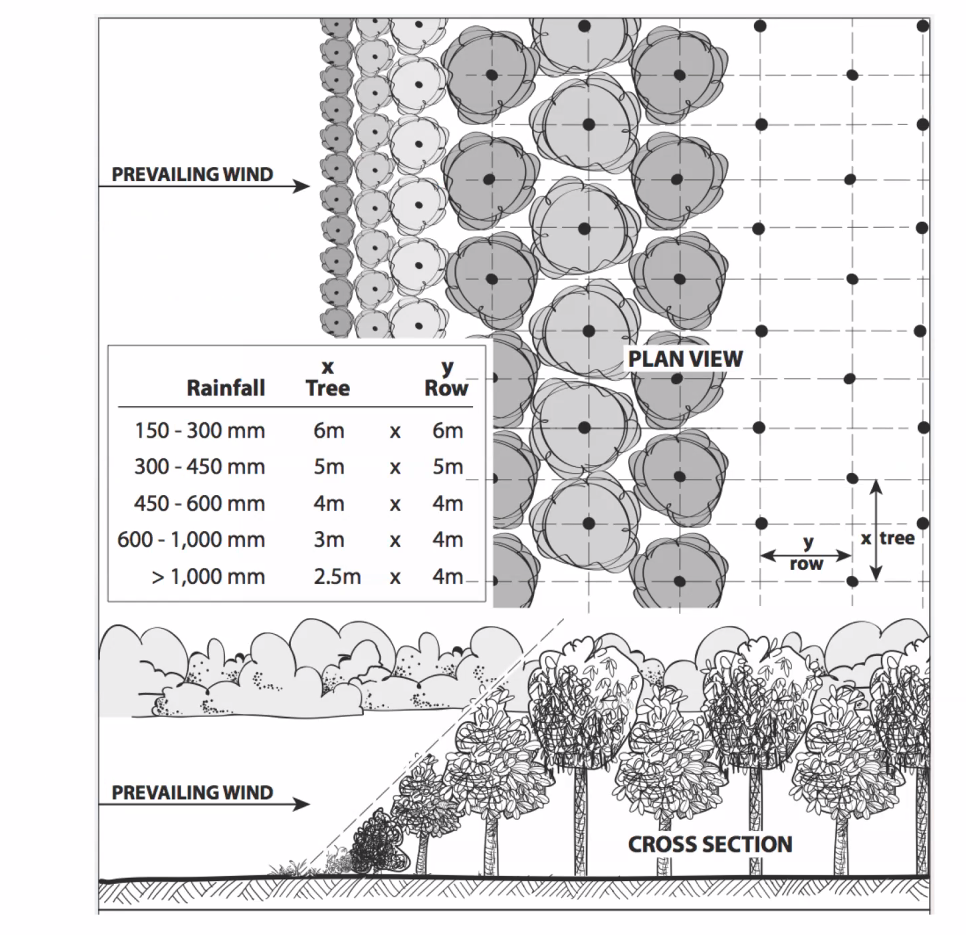 PREVAILING WIND
PLAN VIEW
x y
Rainfall Tree Row
150 - 300 mm 6m x 6m
300 - 450 mm 5m x 5m
450 - 600 mm 4m x 4m
600 - 1,000 mm 3m x 4m
> 1,000 mm 2.5m x 4m
y
row
x tree
PREVAILING WIND
CROSS SECTION